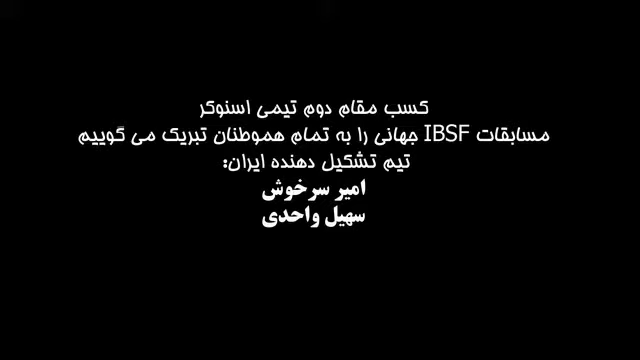 کسب مقام دوم تیمی اسنوکر
مسابقات IBSF جهانی را به تمام هموطنان تبریک می گوییم
تیم تشکیل دهنده ایران:
امیر سرخوش
سهیل واحدی